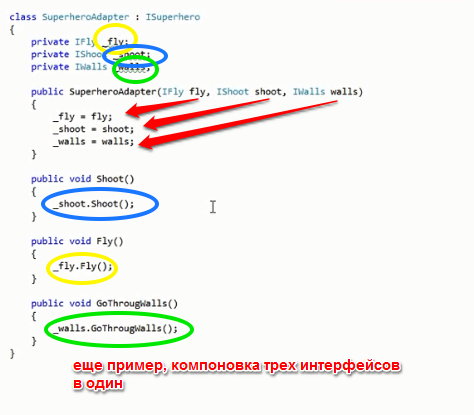 class SuperheroAdapter : ISuperhero
{
private IFly _fly;
private IShoot _shoot;
private IWalls _walls;
public SuperheroAdapter(IFly fly, IShoot shoot, IWalls walls)
{
_fly = fly;
_shoot = shoot;
_walls = walls;
}
public void Shoot()
{
_shoot.Shoot();
}
public void Fly()
{
_fly.Fly();
}
public void GoThrougWalls()
{
_walls.GoThrougWalls();
}
}
еще пример, компоновка трех интерфейсов
в один